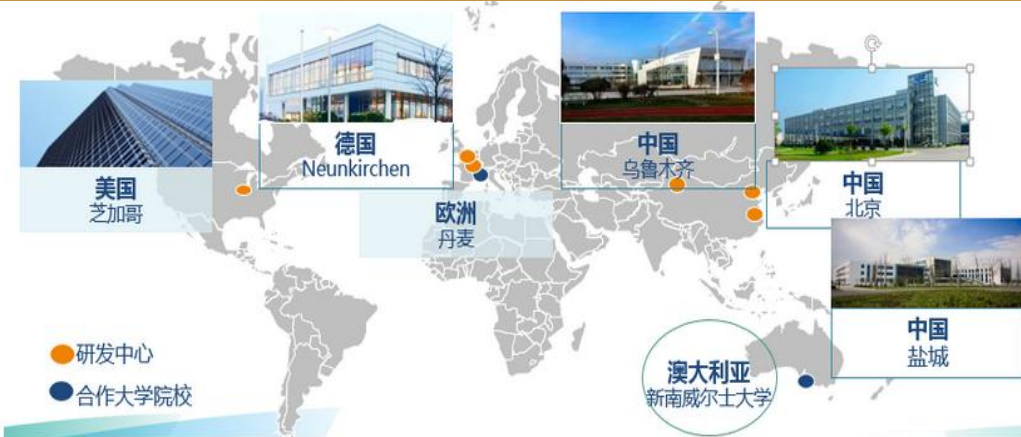 美国
芝加哥
德国
Neunkirchen
欧洲
丹麦
中国
乌鲁木齐
中国
北京
中国
盐城
澳大利亚
新南威尔士大学
研发中心
合作大学院校